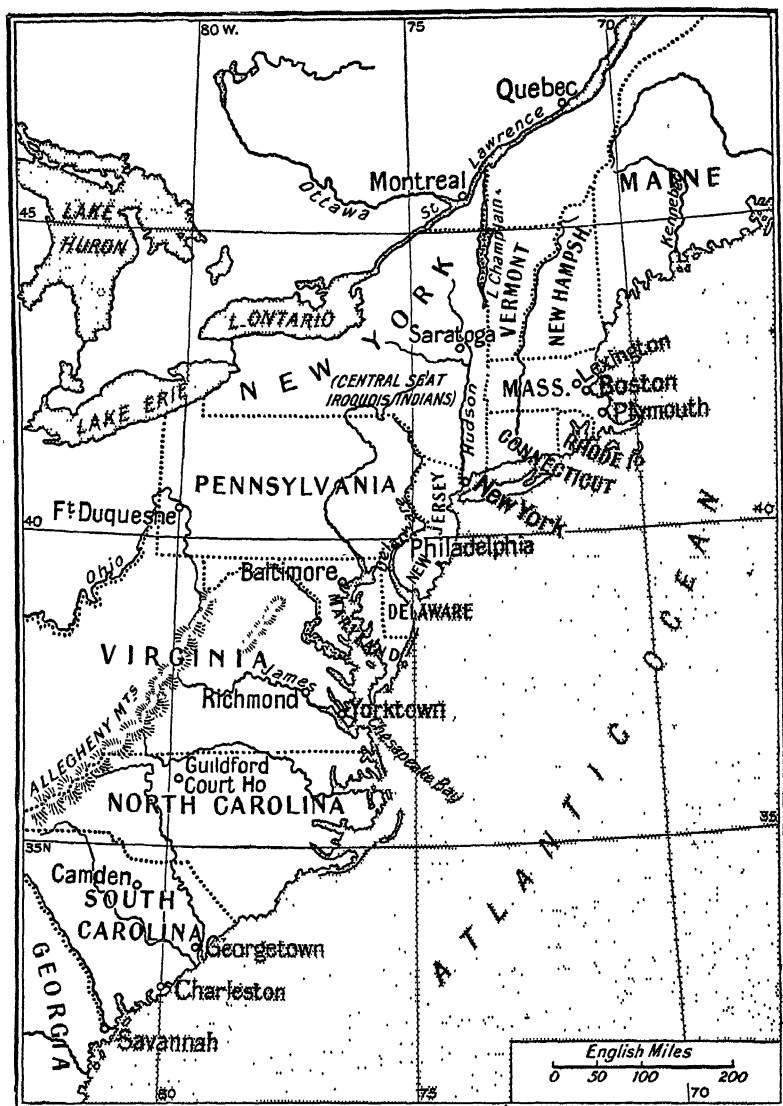 80 W.
75
70
Quebec
St Lawrence
Montreal
Ottawa
MAINE
Kennebec
45
LAKE
HURON
L. Champlain
VERMONT
NEW HAMPSH.
L. ONTARIO
NEW YORK
Saratoga
(CENTRAL SEAT
IROQUOIS INDIANS)
Hudson
MASS.
Lexington
Boston
Plymouth
LAKE ERIE
CONNECTICUT
RHODE I.
PENNSYLVANIA
NEW JERSEY
New York
Ft. Duquesne
Delaware
Philadelphia
40
40
Ohio
Baltimore
MARYLAND
DELAWARE
VIRGINIA
James
Richmond
Yorktown
Chesapeake Bay
ALLEGHENY MTS
Guildford
Court Ho
NORTH CAROLINA
ATLANTIC OCEAN
35N
35
Camden
SOUTH
CAROLINA
Georgetown
Charleston
GEORGIA
Savannah
English Miles
0 50 100 200
80
75
70